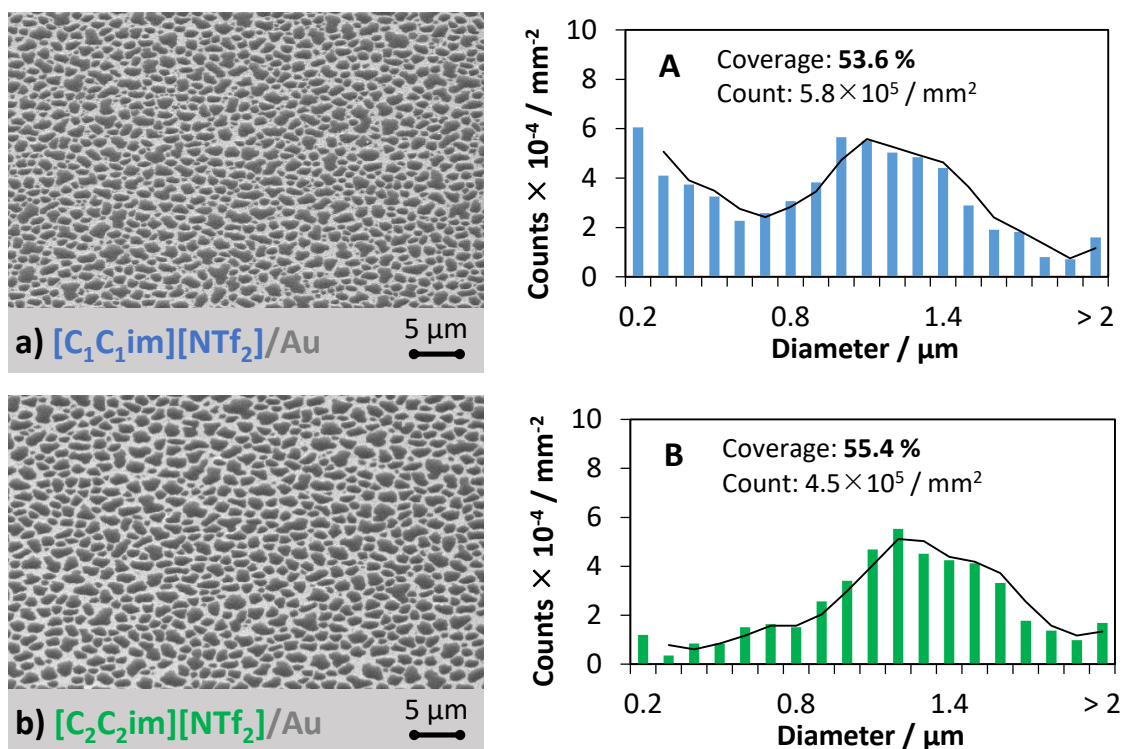 a) [C₁C₁im][NTf₂]/Au
5 µm
A
Coverage: 53.6 %
Count: 5.8×10⁵ / mm²
Counts × 10⁻⁴ / mm⁻²
10
8
6
4
2
0
0.2 0.8 1.4 > 2
Diameter / µm
b) [C₂C₂im][NTf₂]/Au
5 µm
B
Coverage: 55.4 %
Count: 4.5×10⁵ / mm²
Counts × 10⁻⁴ / mm⁻²
10
8
6
4
2
0
0.2 0.8 1.4 > 2
Diameter / µm